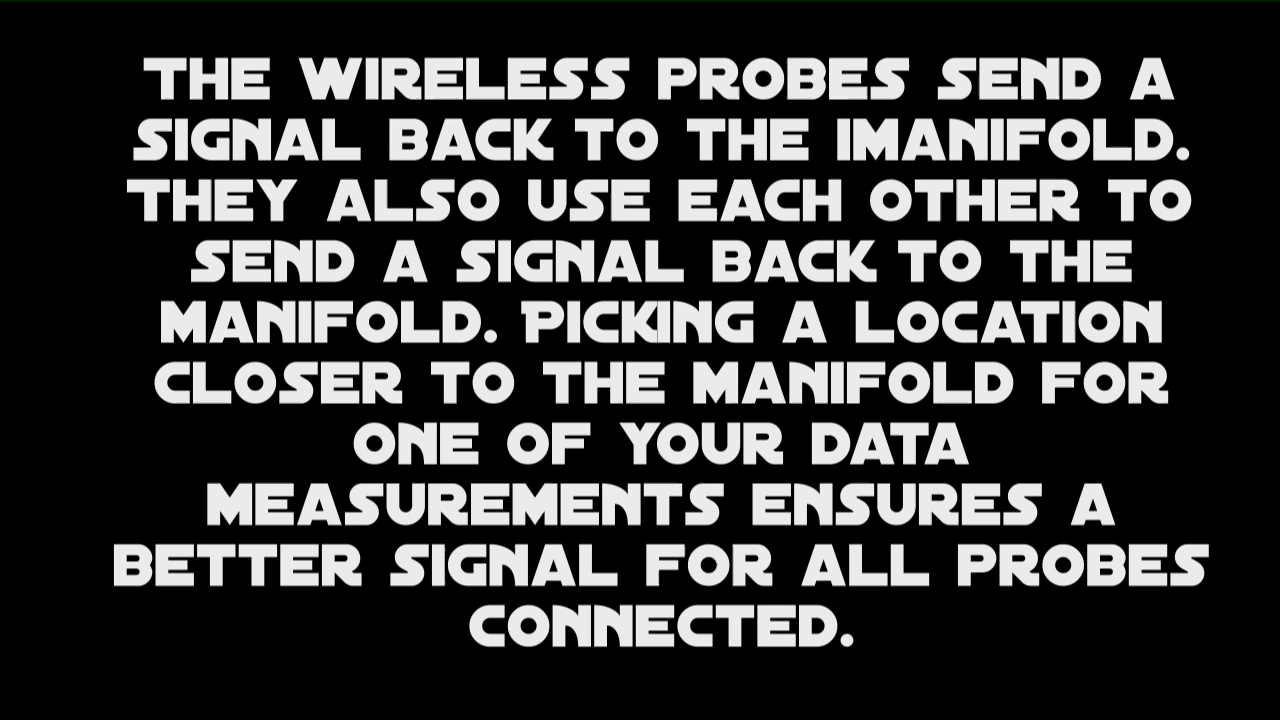 THE WIRELESS PROBES SEND A
SIGNAL BACK TO THE IMANIFOLD.
THEY ALSO USE EACH OTHER TO
SEND A SIGNAL BACK TO THE
MANIFOLD. PICKING A LOCATION
CLOSER TO THE MANIFOLD FOR
ONE OF YOUR DATA
MEASUREMENTS ENSURES A
BETTER SIGNAL FOR ALL PROBES
CONNECTED.